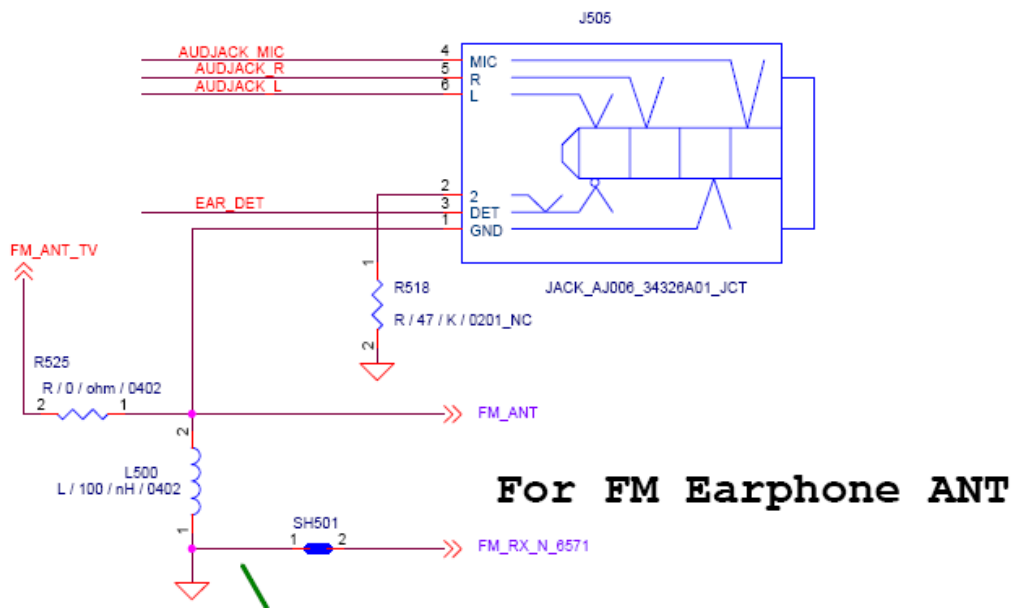 J505
AUDJACK_MIC 4 MIC
AUDJACK_R 5 R
AUDJACK_L 6 L
2 2
EAR_DET 3 DET
1 GND
FM_ANT_TV
1
R518
JACK_AJ006_34326A01_JCT
R / 47 / K / 0201_NC
2
R525
R / 0 / ohm / 0402
2 1
FM_ANT
2
L500
L / 100 / nH / 0402
For FM Earphone ANT
1
SH501
1 2
FM_RX_N_6571